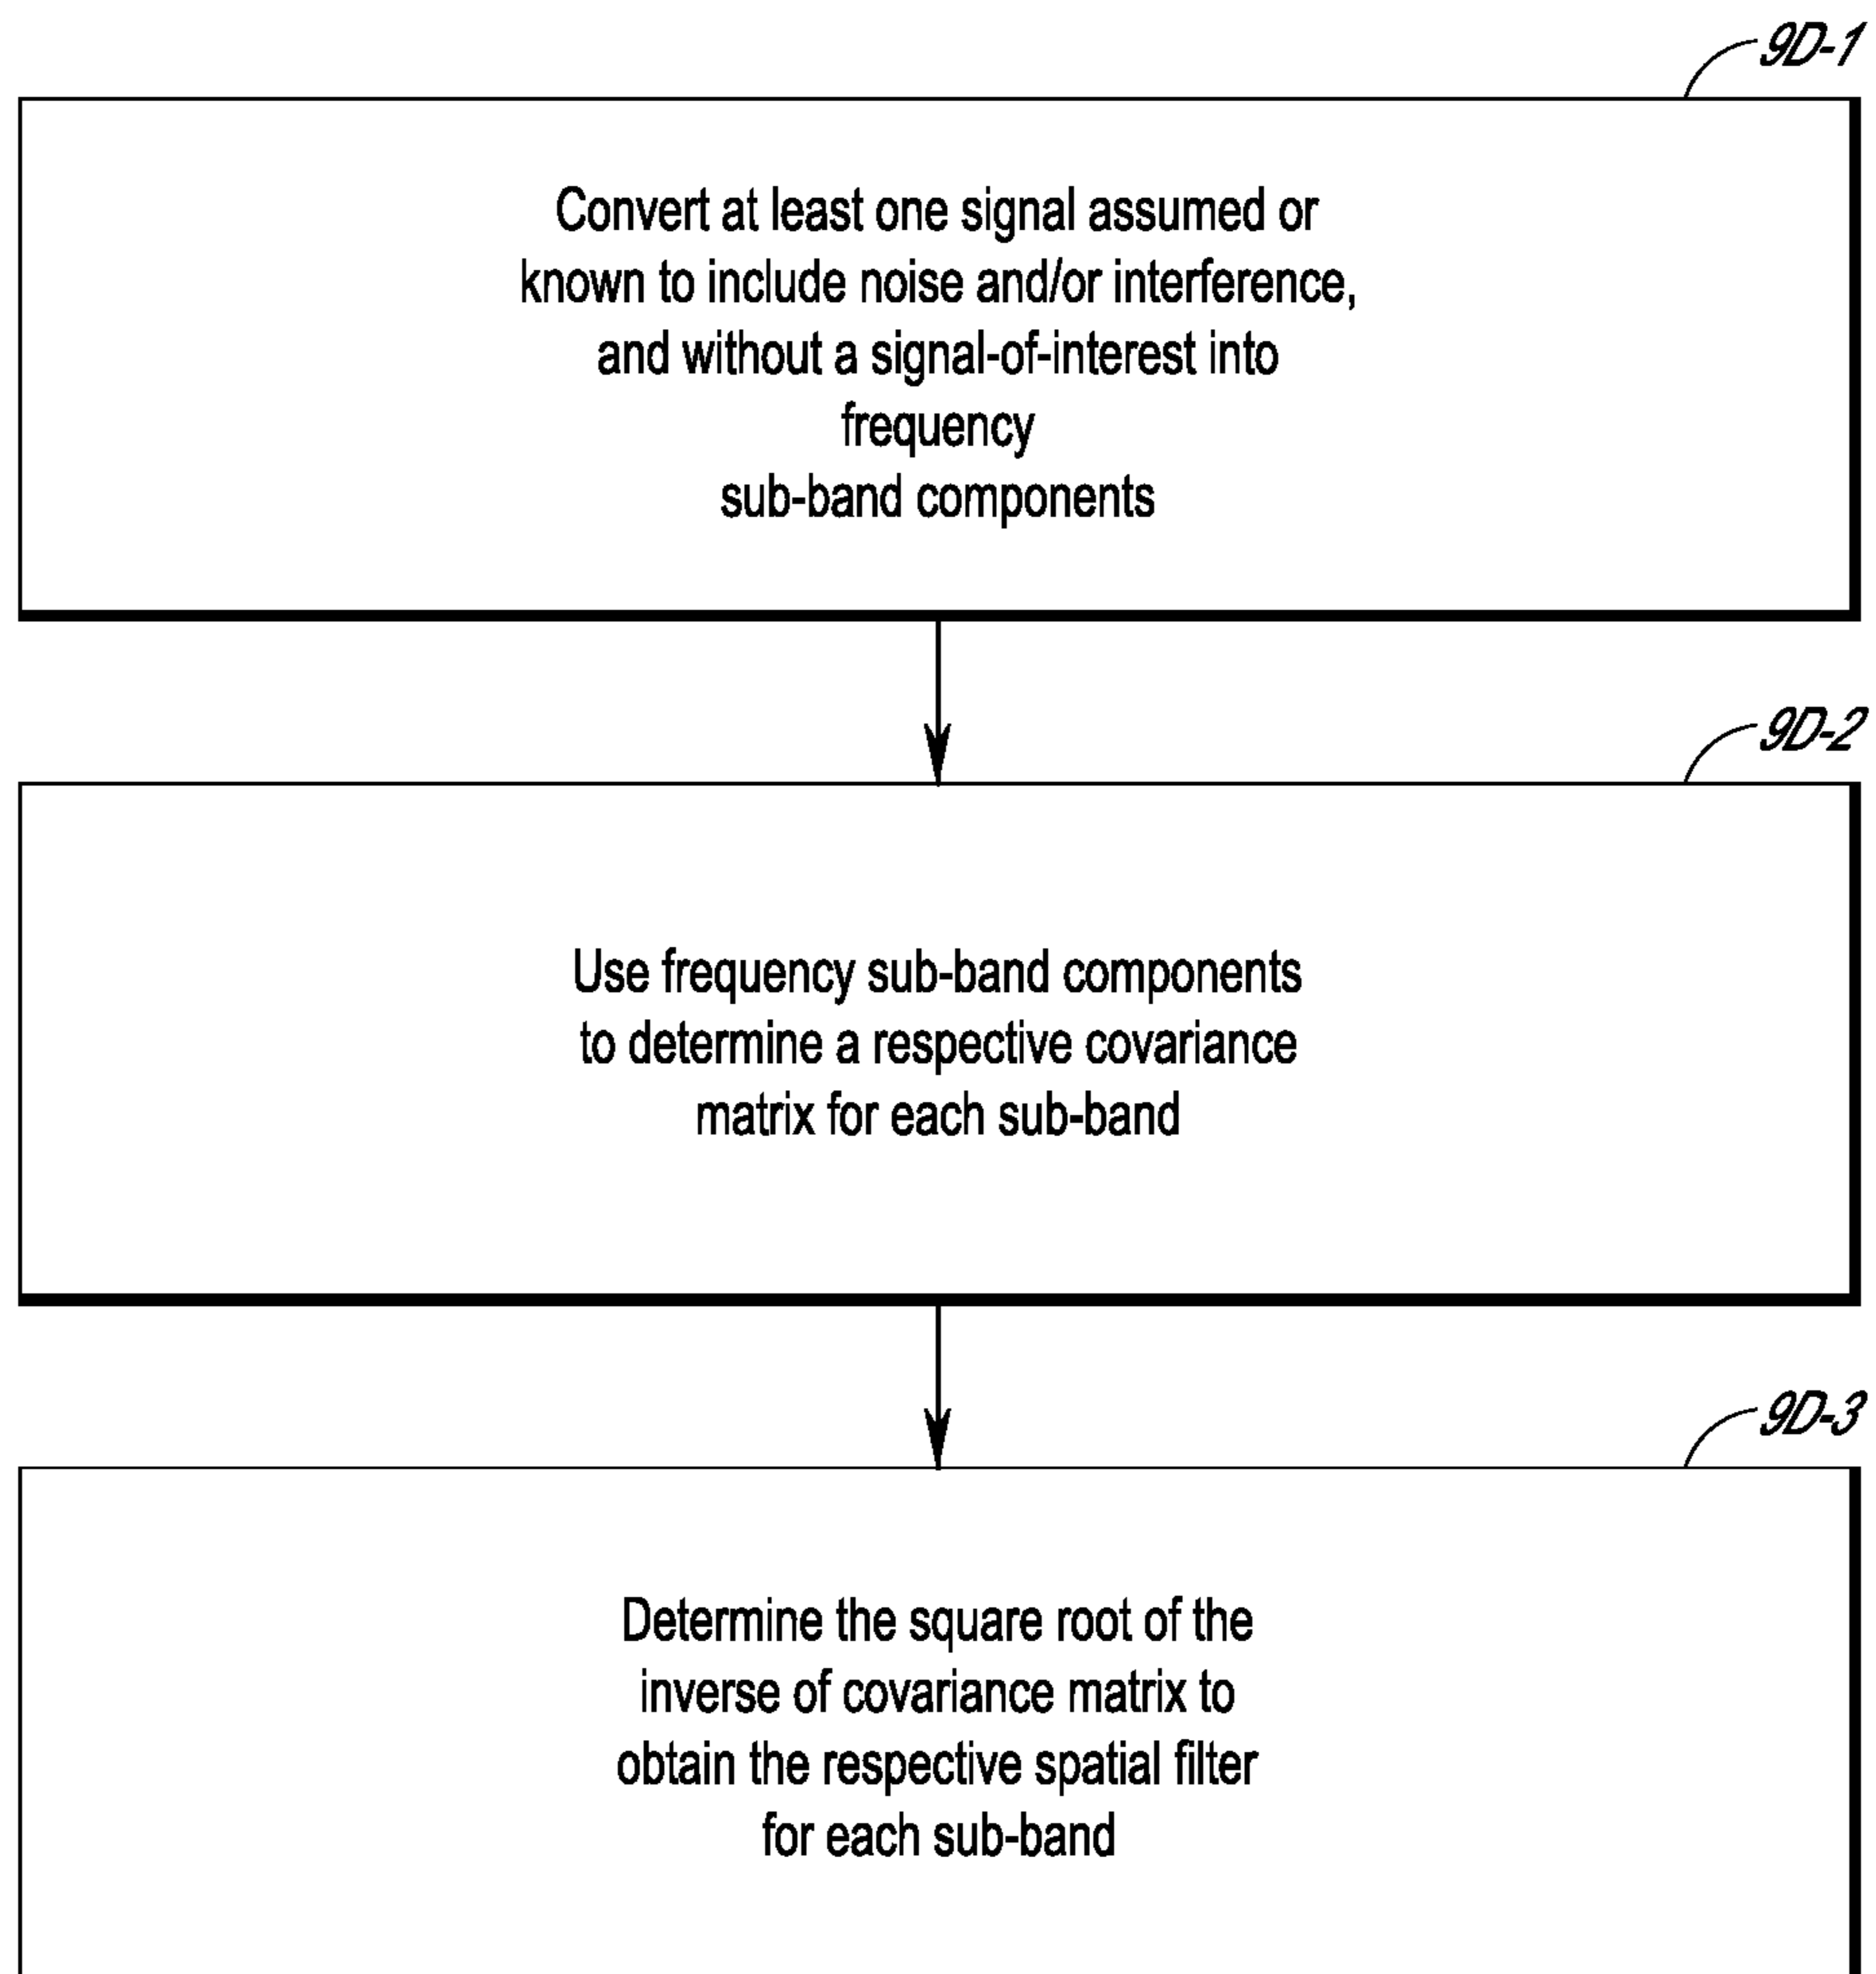 9D-1
Convert at least one signal assumed or
known to include noise and/or interference,
and without a signal-of-interest into
frequency
sub-band components
9D-2
Use frequency sub-band components
to determine a respective covariance
matrix for each sub-band
9D-3
Determine the square root of the
inverse of covariance matrix to
obtain the respective spatial filter
for each sub-band